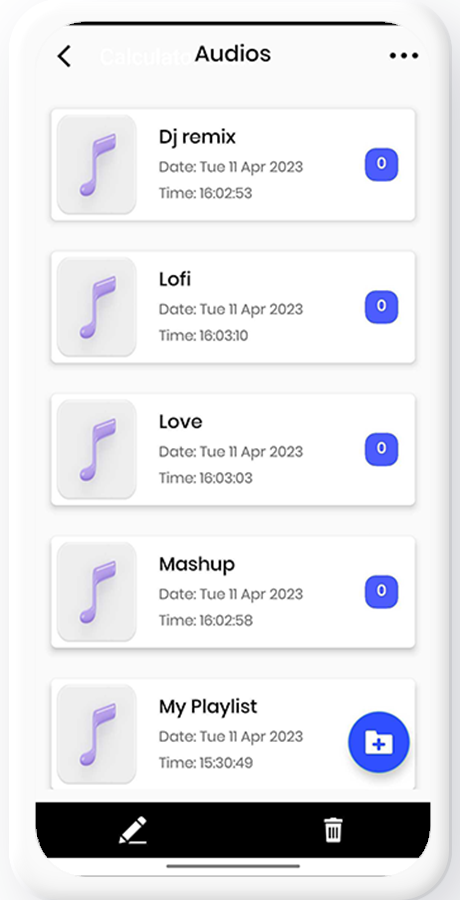 Calculato
Audios
Dj remix
Date: Tue 11 Apr 2023
Time: 16:02:53
0
Lofi
Date: Tue 11 Apr 2023
Time: 16:03:10
0
Love
Date: Tue 11 Apr 2023
Time: 16:03:03
0
Mashup
Date: Tue 11 Apr 2023
Time: 16:02:58
0
My Playlist
Date: Tue 11 Apr 2023
Time: 15:30:49